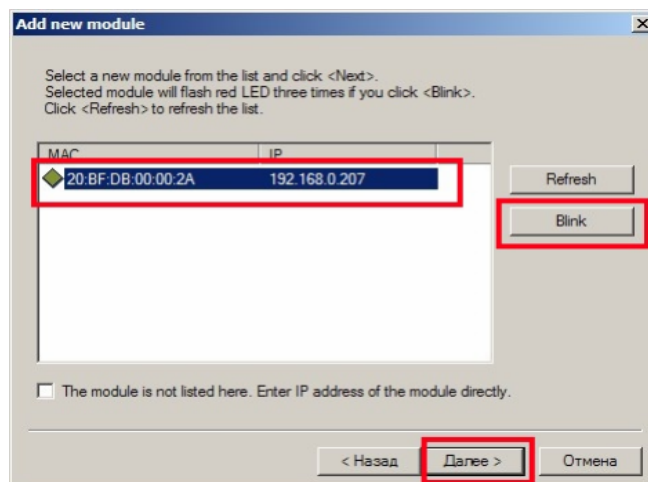 Add new module
Select a new module from the list and click <Next>.
Selected module will flash red LED three times if you click <Blink>.
Click <Refresh> to refresh the list.
MAC IP
20:BF:DB:00:00:2A 192.168.0.207
Refresh
Blink
The module is not listed here. Enter IP address of the module directly.
< Назад Далее > Отмена